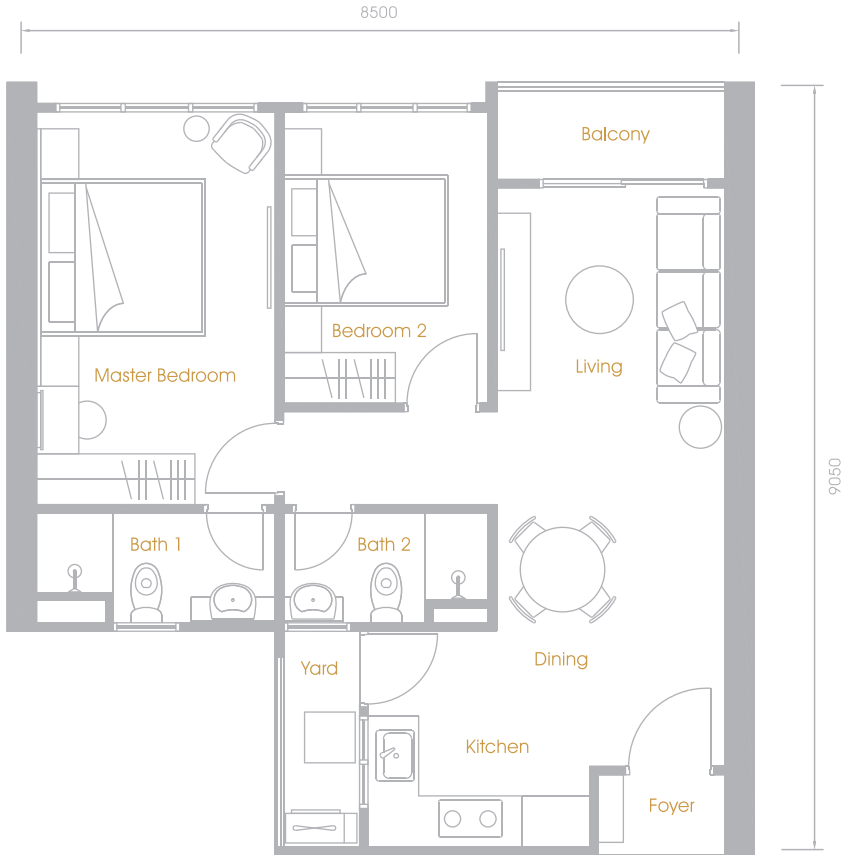 8500
Balcony
Bedroom 2
Living
Master Bedroom
9050
Bath 1
Bath 2
Dining
Yard
Kitchen
Foyer